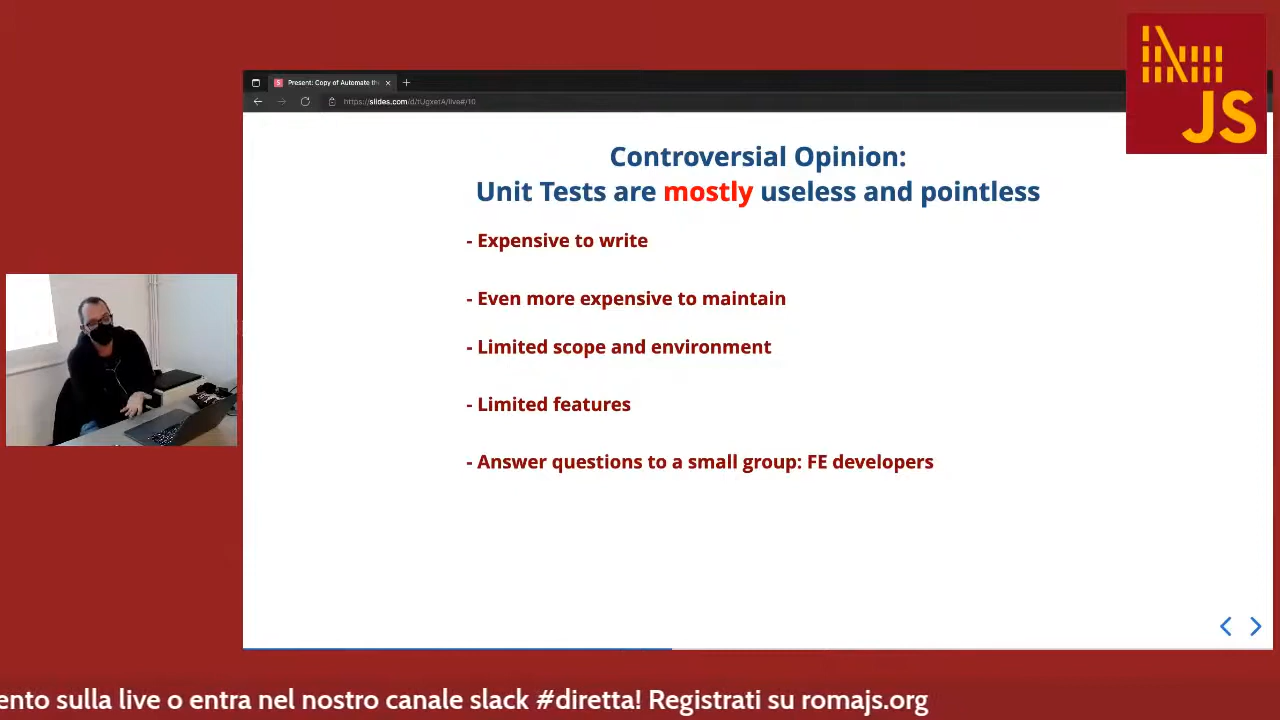 Present: Copy of Automate th
https://slides.com/d/tUgxetA/live#/10
JS
Controversial Opinion:
Unit Tests are mostly useless and pointless
- Expensive to write
- Even more expensive to maintain
- Limited scope and environment
- Limited features
- Answer questions to a small group: FE developers
ento sulla live o entra nel nostro canale slack #diretta! Registrati su romajs.org